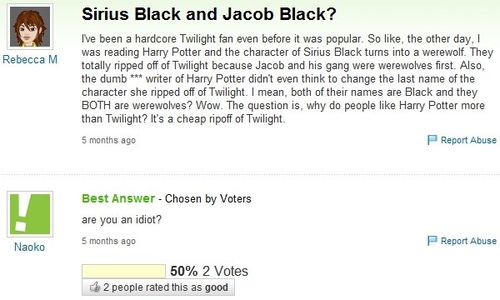 Sirius Black and Jacob Black?
I've been a hardcore Twilight fan even before it was popular. So like, the other day, I
was reading Harry Potter and the character of Sirius Black turns into a werewolf. They
totally ripped off of Twilight because Jacob and his gang were werewolves first. Also,
the dumb *** writer of Harry Potter didn't even think to change the last name of the
character she ripped off of Twilight. I mean, both of their names are Black and they
BOTH are werewolves? Wow. The question is, why do people like Harry Potter more
than Twilight? It's a cheap ripoff of Twilight.
Rebecca M
5 months ago
Report Abuse
Best Answer - Chosen by Voters
are you an idiot?
Naoko
5 months ago
Report Abuse
50% 2 Votes
2 people rated this as good